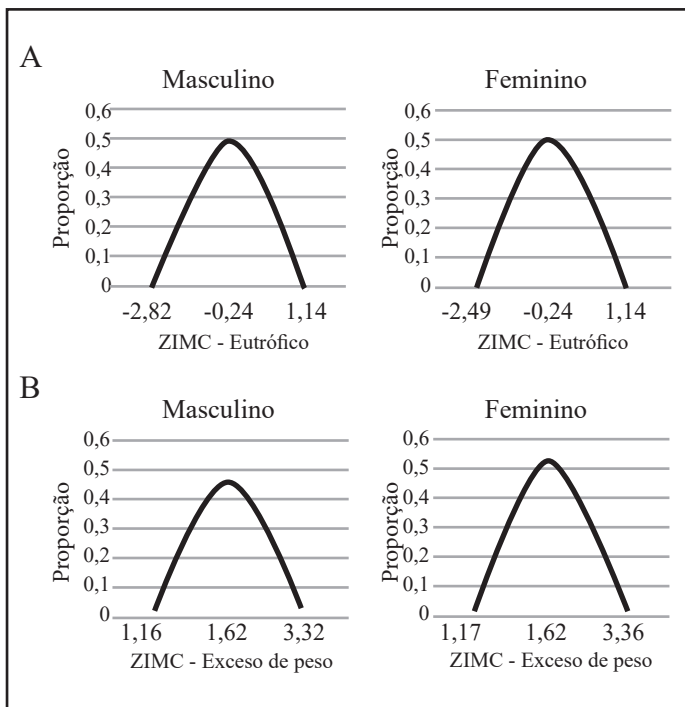 A
Masculino
Proporção
0,6
0,5
0,4
0,3
0,2
0,1
0
-2,82 -0,24 1,14
ZIMC - Eutrófico
Feminino
Proporção
0,6
0,5
0,4
0,3
0,2
0,1
0
-2,49 -0,24 1,14
ZIMC - Eutrófico
B
Masculino
Proporção
0,6
0,5
0,4
0,3
0,2
0,1
0
1,16 1,62 3,32
ZIMC - Exceso de peso
Feminino
Proporção
0,6
0,5
0,4
0,3
0,2
0,1
0
1,17 1,62 3,36
ZIMC - Exceso de peso